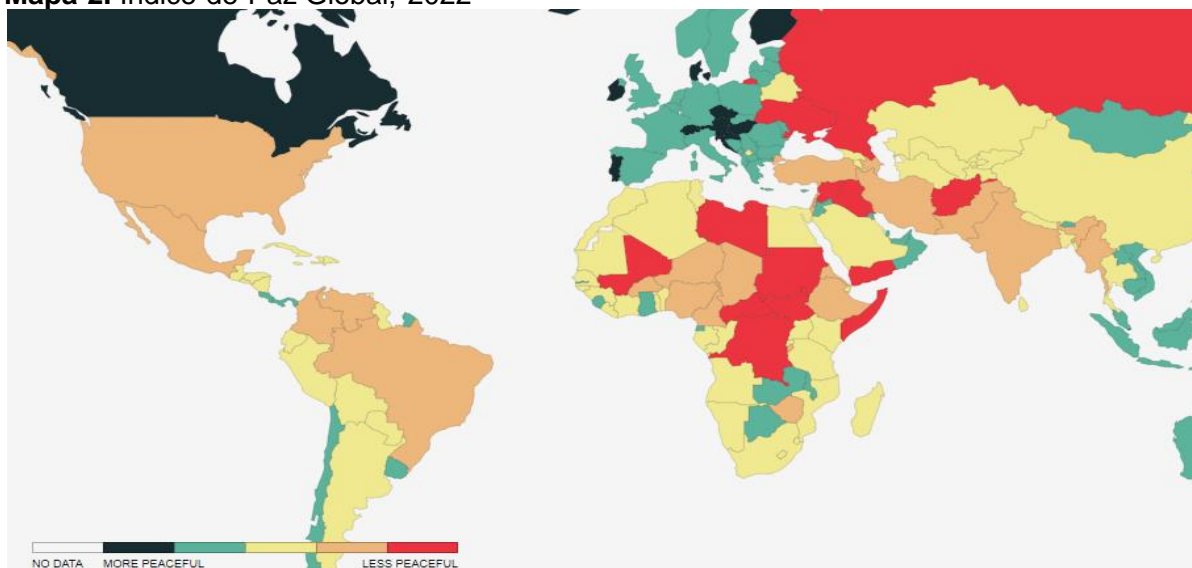 Mapa 2. Índice de Paz Global, 2022
NO DATA MORE PEACEFUL LESS PEACEFUL